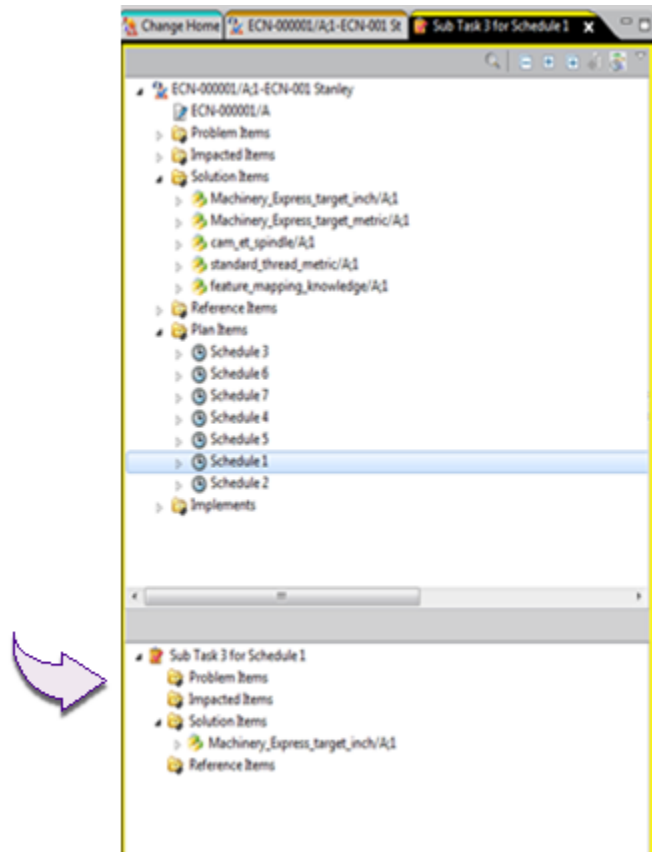 Change Home ECN-000001/A;1-ECN-001 St Sub Task 3 for Schedule 1 x
ECN-000001/A;1-ECN-001 Stanley
ECN-000001/A
Problem Items
Impacted Items
Solution Items
Machinery_Express_target_inch/A;1
Machinery_Express_target_metric/A;1
cam_et_spindle/A;1
standard_thread_metric/A;1
feature_mapping_knowledge/A;1
Reference Items
Plan Items
Schedule 3
Schedule 6
Schedule 7
Schedule 4
Schedule 5
Schedule 1
Schedule 2
Implements
Sub Task 3 for Schedule 1
Problem Items
Impacted Items
Solution Items
Machinery_Express_target_inch/A;1
Reference Items